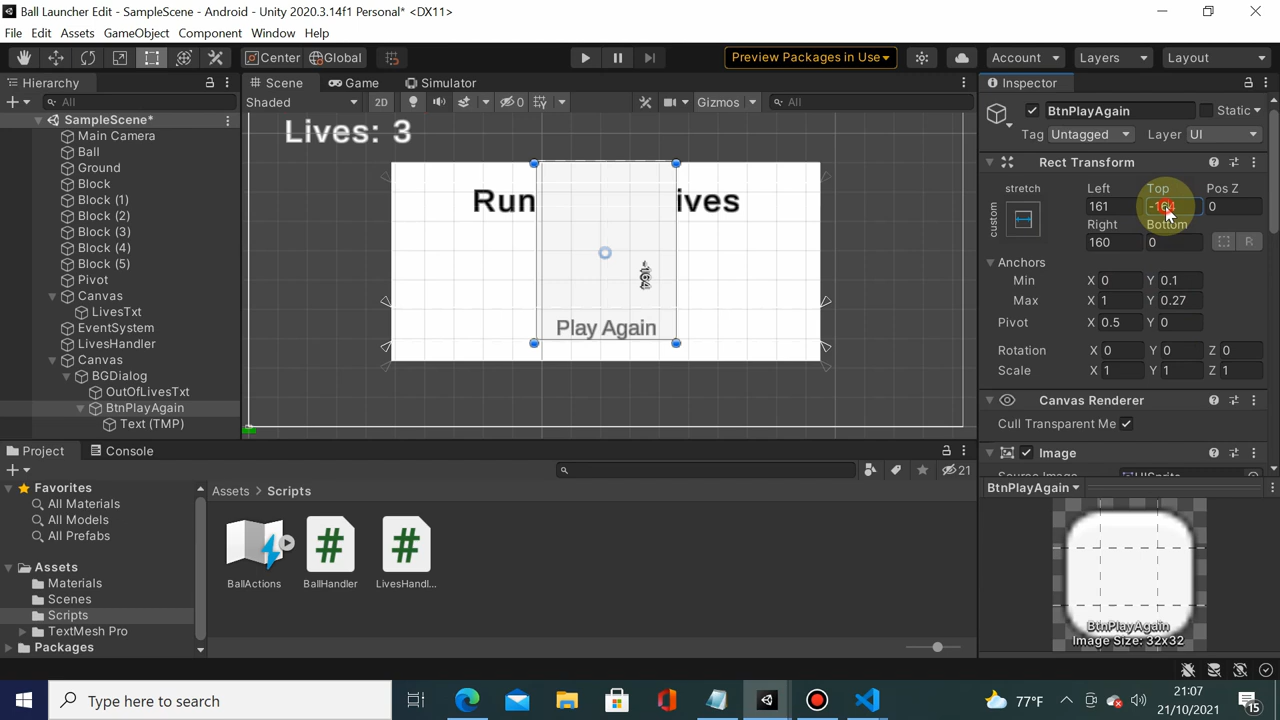 Ball Launcher Edit - SampleScene - Android - Unity 2020.3.14f1 Personal* <DX11>
File Edit Assets GameObject Component Window Help
Center Global Preview Packages in Use Account Layers Layout
Hierarchy
All
SampleScene*
Main Camera
Ball
Ground
Block
Block (1)
Block (2)
Block (3)
Block (4)
Block (5)
Pivot
Canvas
LivesTxt
EventSystem
LivesHandler
Canvas
BGDialog
OutOfLivesTxt
BtnPlayAgain
Text (TMP)
Scene Game Simulator
Shaded 2D 0 Gizmos All
Lives: 3
Run ives
Play Again
Inspector
BtnPlayAgain Static
Tag Untagged Layer UI
Rect Transform
stretch
custom
Left Top Pos Z
161 -164 0
Right Bottom
160 0 R
Anchors
Min X 0 Y 0.1
Max X 1 Y 0.27
Pivot X 0.5 Y 0
Rotation X 0 Y 0 Z 0
Scale X 1 Y 1 Z 1
Canvas Renderer
Cull Transparent Me
Image
BtnPlayAgain
BtnPlayAgain
Image Size: 32x32
Project Console
21
Favorites
All Materials
All Models
All Prefabs
Assets
Materials
Scenes
Scripts
TextMesh Pro
Packages
Assets > Scripts
BallActions BallHandler LivesHandl...
Type here to search
77°F
21:07
21/10/2021
15